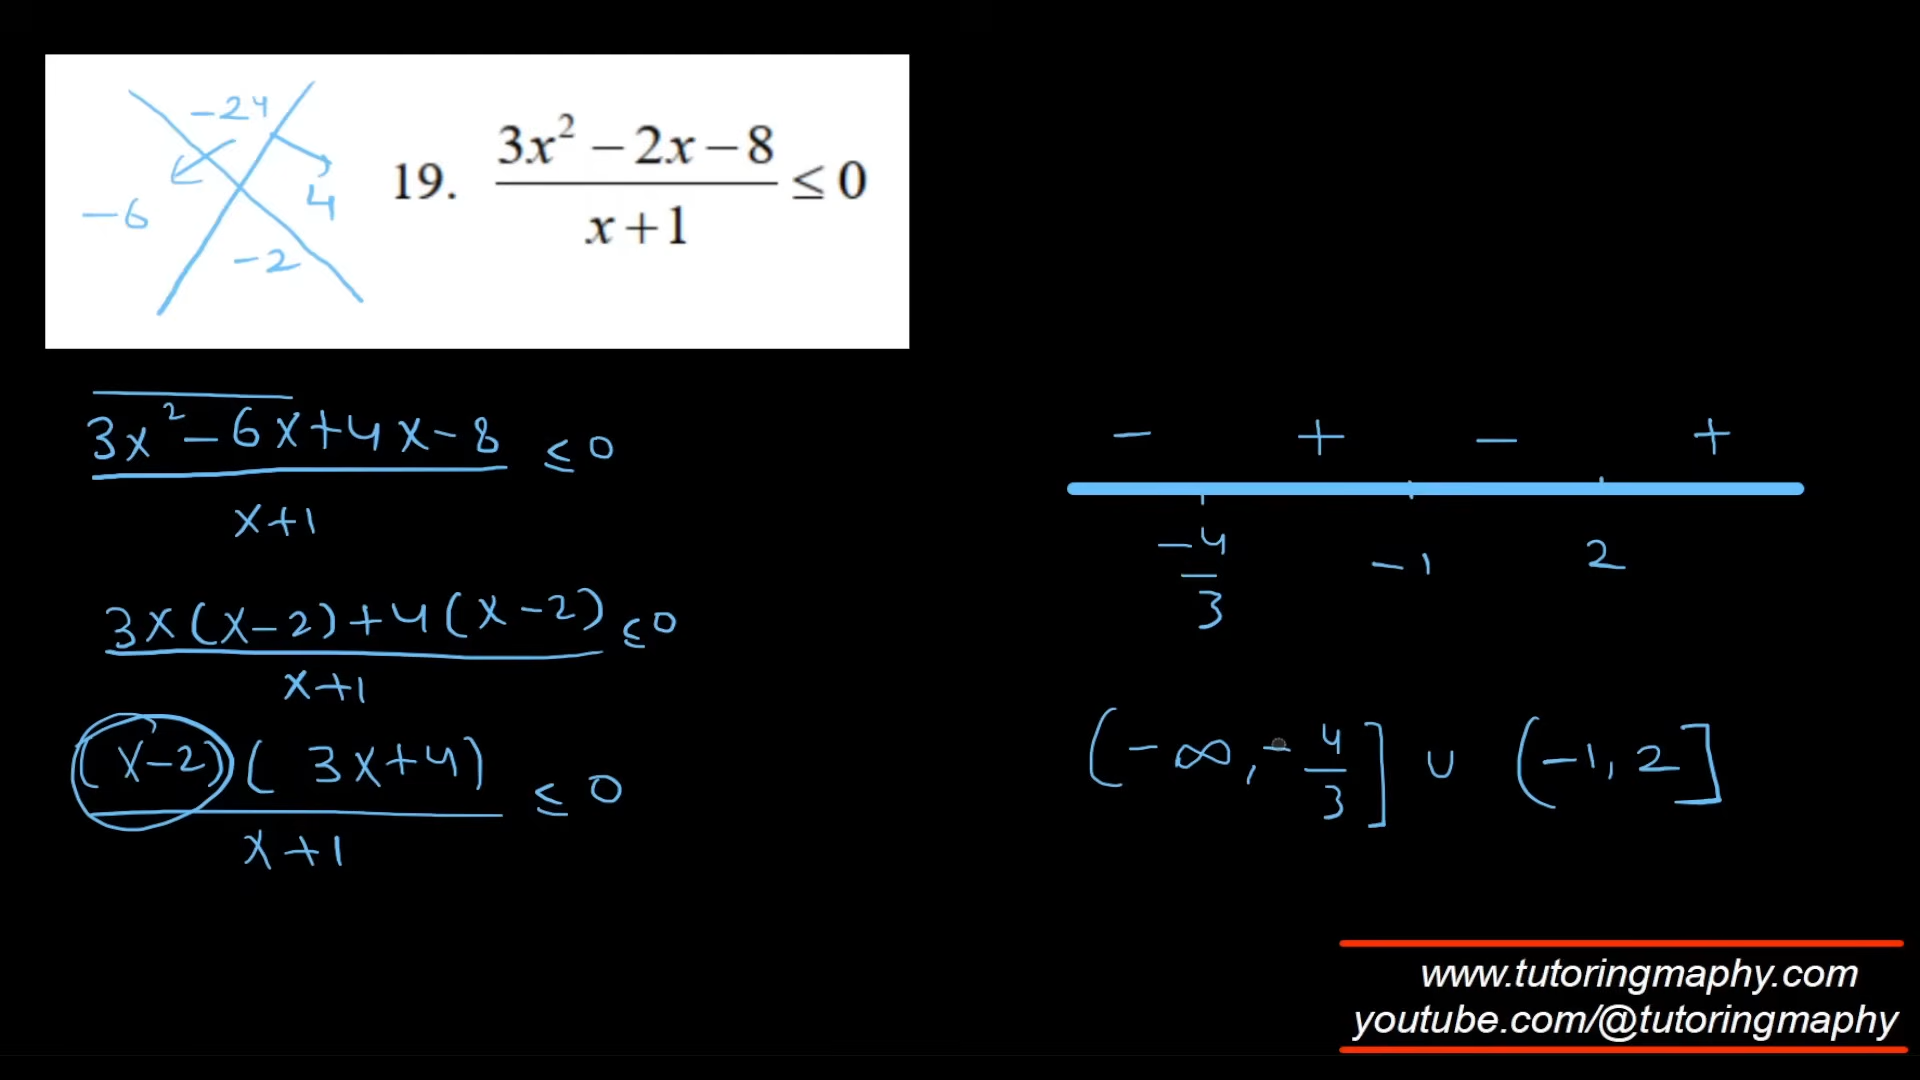 -24
-6
4
-2
19. (3x² − 2x − 8)/(x + 1) ≤ 0
3x² − 6x + 4x − 8 ≤ 0
x+1
3x(x−2)+4(x−2) ≤0
x+1
(x−2)(3x+4) ≤ 0
x+1
− + − +
−4/3 −1 2
(−∞, −4/3] ∪ (−1, 2]
www.tutoringmaphy.com
youtube.com/@tutoringmaphy